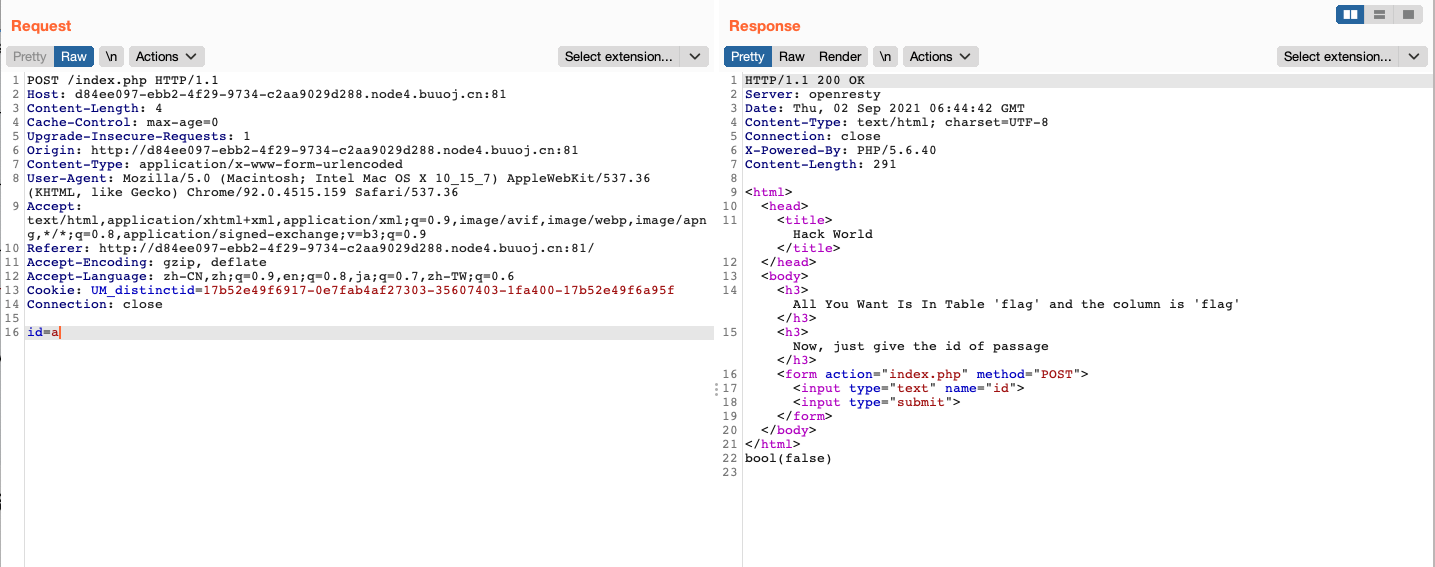 Request
Pretty Raw \n Actions Select extension...
1 POST /index.php HTTP/1.1
2 Host: d84ee097-ebb2-4f29-9734-c2aa9029d288.node4.buuoj.cn:81
3 Content-Length: 4
4 Cache-Control: max-age=0
5 Upgrade-Insecure-Requests: 1
6 Origin: http://d84ee097-ebb2-4f29-9734-c2aa9029d288.node4.buuoj.cn:81
7 Content-Type: application/x-www-form-urlencoded
8 User-Agent: Mozilla/5.0 (Macintosh; Intel Mac OS X 10_15_7) AppleWebKit/537.36
(KHTML, like Gecko) Chrome/92.0.4515.159 Safari/537.36
9 Accept:
text/html,application/xhtml+xml,application/xml;q=0.9,image/avif,image/webp,image/apn
g,*/*;q=0.8,application/signed-exchange;v=b3;q=0.9
10 Referer: http://d84ee097-ebb2-4f29-9734-c2aa9029d288.node4.buuoj.cn:81/
11 Accept-Encoding: gzip, deflate
12 Accept-Language: zh-CN,zh;q=0.9,en;q=0.8,ja;q=0.7,zh-TW;q=0.6
13 Cookie: UM_distinctid=17b52e49f6917-0e7fab4af27303-35607403-1fa400-17b52e49f6a95f
14 Connection: close
15
16 id=a
Response
Pretty Raw Render \n Actions Select extension...
1 HTTP/1.1 200 OK
2 Server: openresty
3 Date: Thu, 02 Sep 2021 06:44:42 GMT
4 Content-Type: text/html; charset=UTF-8
5 Connection: close
6 X-Powered-By: PHP/5.6.40
7 Content-Length: 291
8
9 <html>
10 <head>
11 <title>
Hack World
</title>
12 </head>
13 <body>
14 <h3>
All You Want Is In Table 'flag' and the column is 'flag'
</h3>
15 <h3>
Now, just give the id of passage
</h3>
16 <form action="index.php" method="POST">
17 <input type="text" name="id">
18 <input type="submit">
19 </form>
20 </body>
21 </html>
22 bool(false)
23